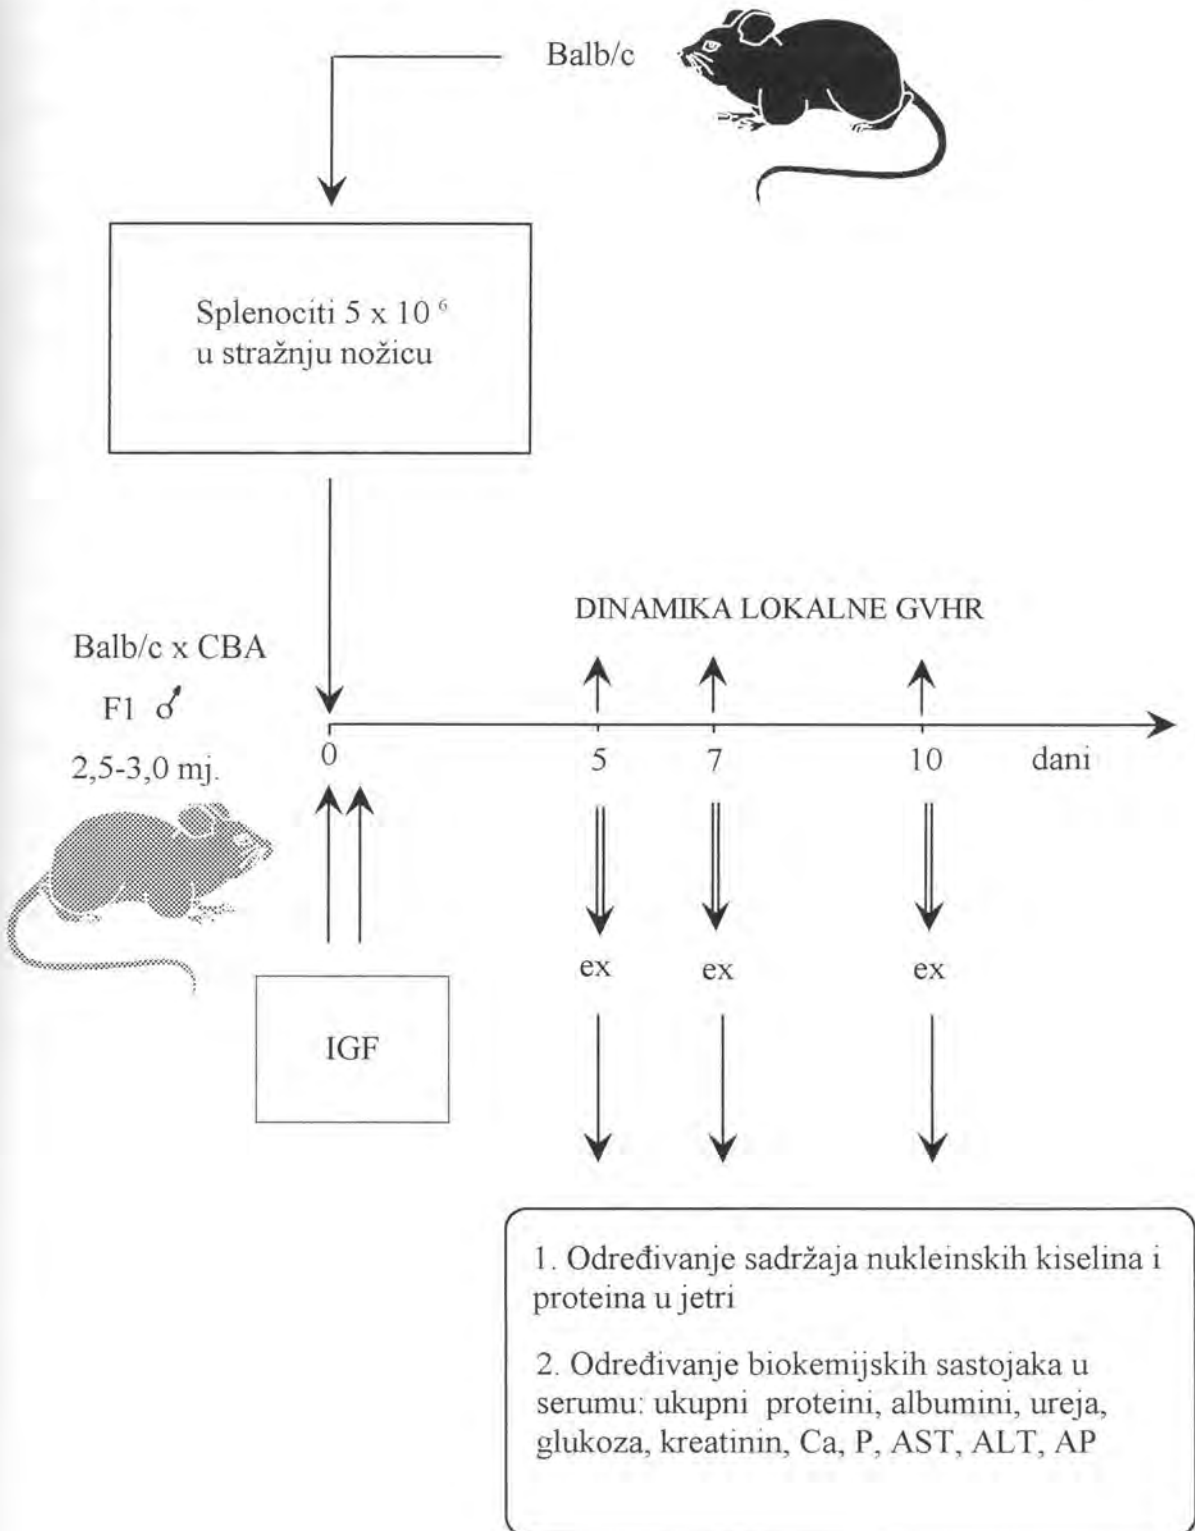 Balb/c
Splenociti 5 x 10 ⁶
u stražnju nožicu
DINAMIKA LOKALNE GVHR
Balb/c x CBA
F1 ♂
2,5-3,0 mj.
0
5
7
10
dani
ex
ex
ex
IGF
1. Određivanje sadržaja nukleinskih kiselina i
proteina u jetri
2. Određivanje biokemijskih sastojaka u
serumu: ukupni proteini, albumini, ureja,
glukoza, kreatinin, Ca, P, AST, ALT, AP